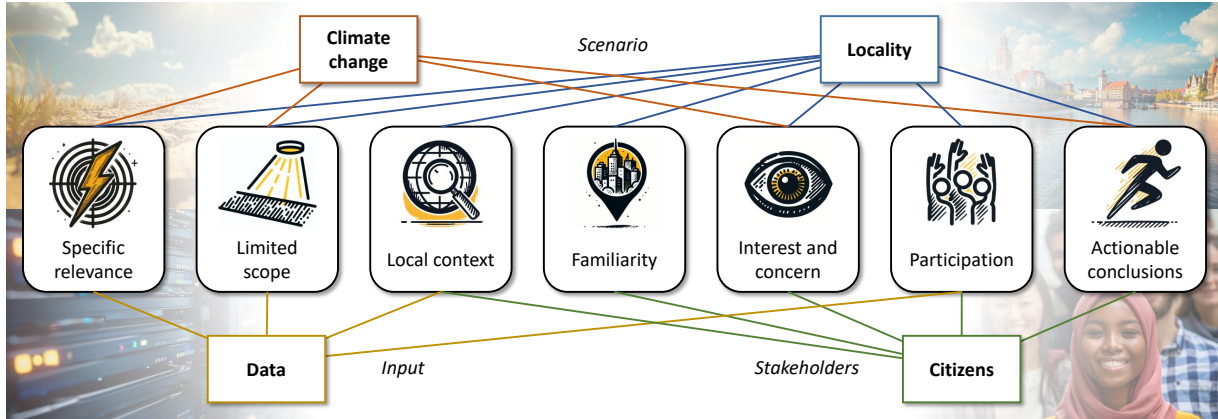 Climate
change
Scenario
Locality
Specific
relevance
Limited
scope
Local context
Familiarity
Interest and
concern
Participation
Actionable
conclusions
Data
Input
Stakeholders
Citizens